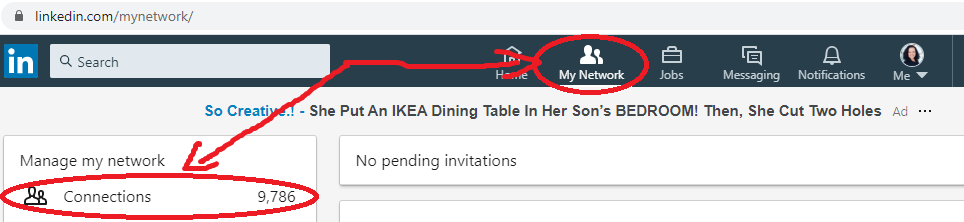 linkedin.com/mynetwork/
in
Search
Home
My Network
Jobs
Messaging
Notifications
Me
So Creative.! - She Put An IKEA Dining Table In Her Son's BEDROOM! Then, She Cut Two Holes Ad ...
Manage my network
No pending invitations
Connections 9,786